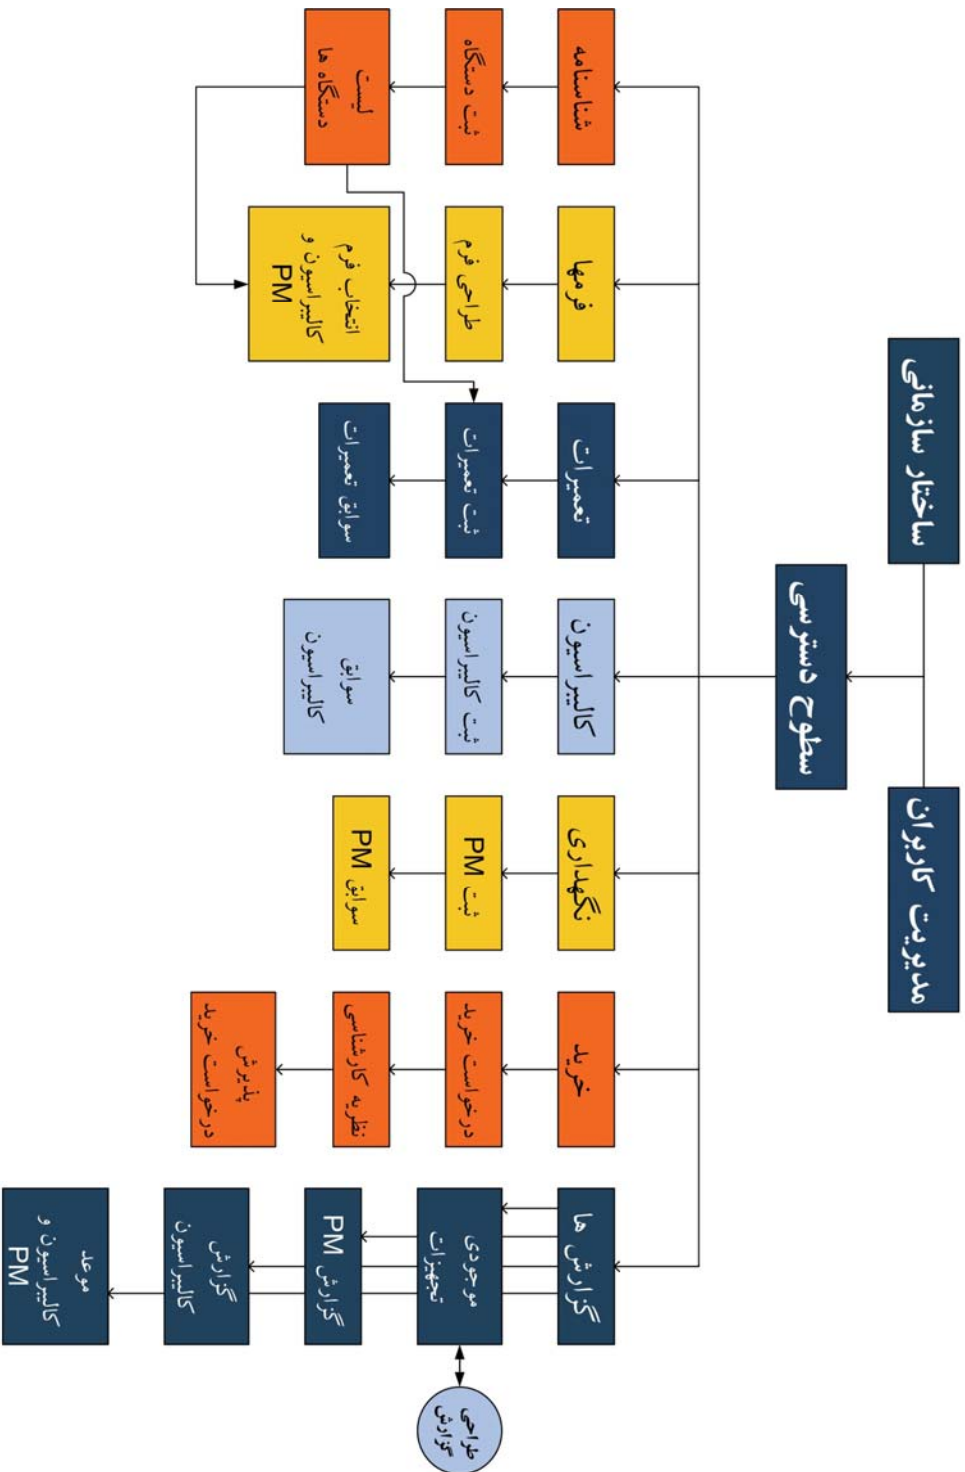 ساختار سازمانی
مدیریت کاربران
سطوح دسترسی
شناسنامه
ثبت دستگاه
لیست
دستگاه ها
فرمها
طراحی فرم
انتخاب فرم
کالیبراسیون و
PM
تعمیرات
ثبت تعمیرات
سوابق تعمیرات
کالیبراسیون
ثبت کالیبراسیون
سوابق
کالیبراسیون
نگهداری
ثبت PM
سوابق PM
خرید
درخواست خرید
نظریه کارشناسی
پذیرش
درخواست خرید
گزارش ها
موجودی
تجهیزات
گزارش PM
گزارش
کالیبراسیون
موعد
کالیبراسیون و
PM
طراحی
گزارش